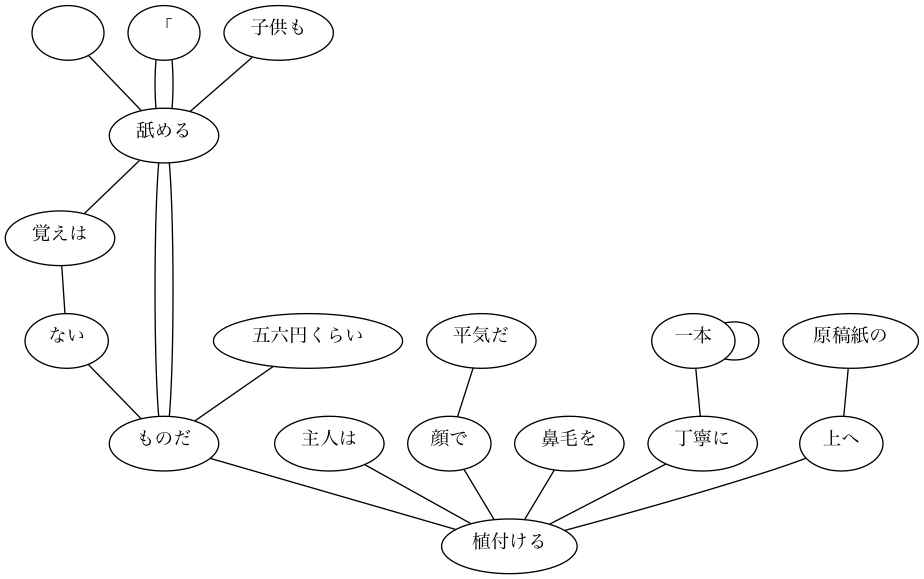 「
子供も
舐める
覚えは
ない
五六円くらい
平気だ
一本
原稿紙の
ものだ
主人は
顔で
鼻毛を
丁寧に
上へ
植付ける